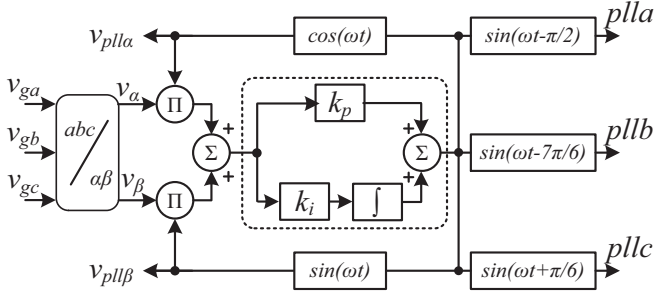 v_pllα cos(ωt) sin(ωt-π/2) plla
v_ga v_α Π k_p
+ +
v_gb abc αβ Σ Σ sin(ωt-7π/6) pllb
+ +
v_gc v_β Π k_i ∫
v_pllβ sin(ωt) sin(ωt+π/6) pllc